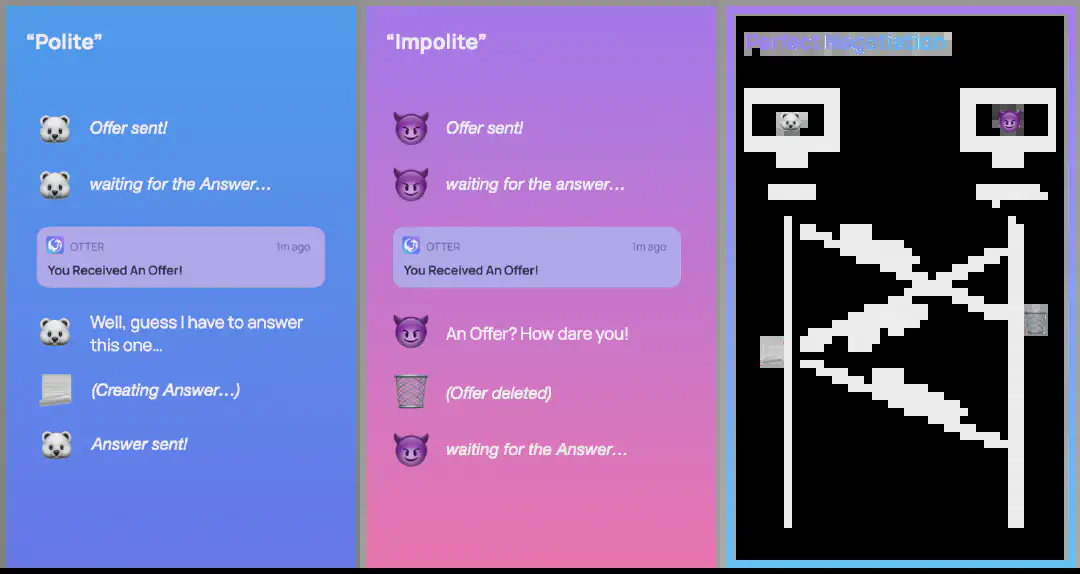 “Polite”
Offer sent!
waiting for the Answer...
OTTER 1m ago
You Received An Offer!
Well, guess I have to answer
this one...
(Creating Answer...)
Answer sent!
“Impolite”
Offer sent!
waiting for the answer...
OTTER 1m ago
You Received An Offer!
An Offer? How dare you!
(Offer deleted)
waiting for the Answer...
Perfect Negotiation